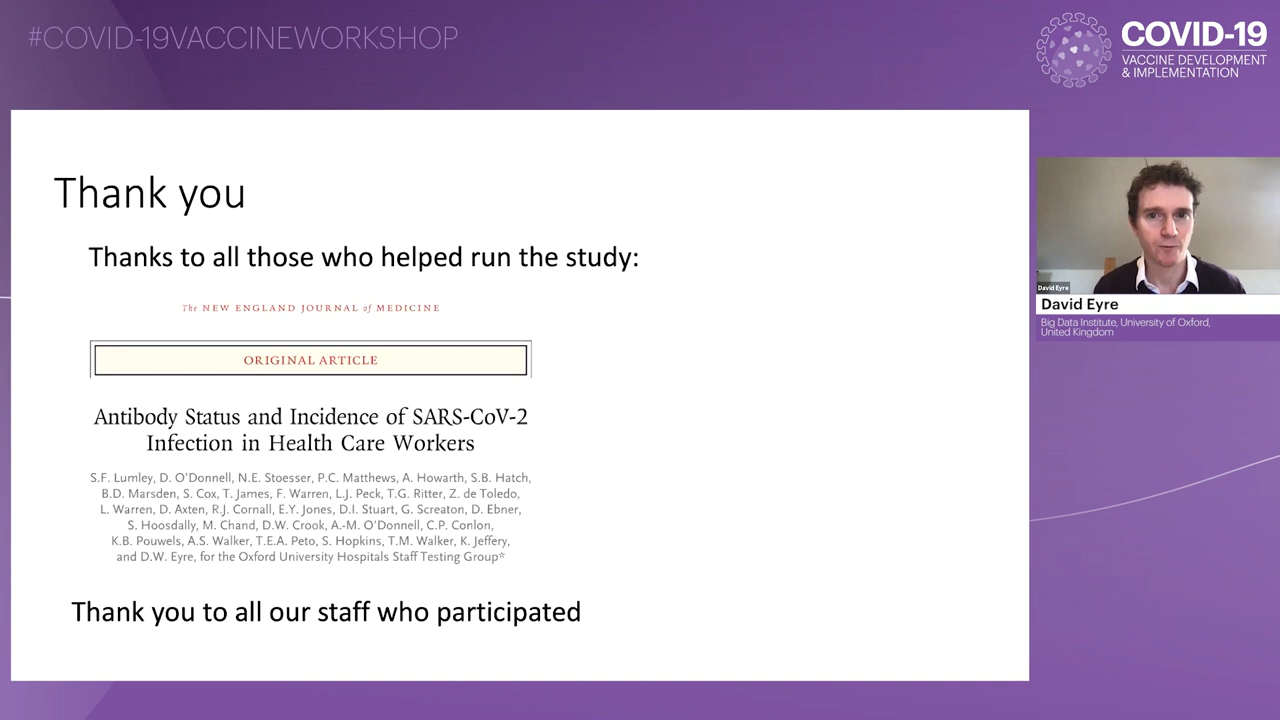 #COVID-19VACCINEWORKSHOP
COVID-19
VACCINE DEVELOPMENT
& IMPLEMENTATION
Thank you
Thanks to all those who helped run the study:
The NEW ENGLAND JOURNAL of MEDICINE
ORIGINAL ARTICLE
Antibody Status and Incidence of SARS-CoV-2
Infection in Health Care Workers
S.F. Lumley, D. O'Donnell, N.E. Stoesser, P.C. Matthews, A. Howarth, S.B. Hatch,
B.D. Marsden, S. Cox, T. James, F. Warren, L.J. Peck, T.G. Ritter, Z. de Toledo,
L. Warren, D. Axten, R.J. Cornall, E.Y. Jones, D.I. Stuart, G. Screaton, D. Ebner,
S. Hoosdally, M. Chand, D.W. Crook, A.-M. O'Donnell, C.P. Conlon,
K.B. Pouwels, A.S. Walker, T.E.A. Peto, S. Hopkins, T.M. Walker, K. Jeffery,
and D.W. Eyre, for the Oxford University Hospitals Staff Testing Group*
Thank you to all our staff who participated
David Eyre
David Eyre
Big Data Institute, University of Oxford,
United Kingdom